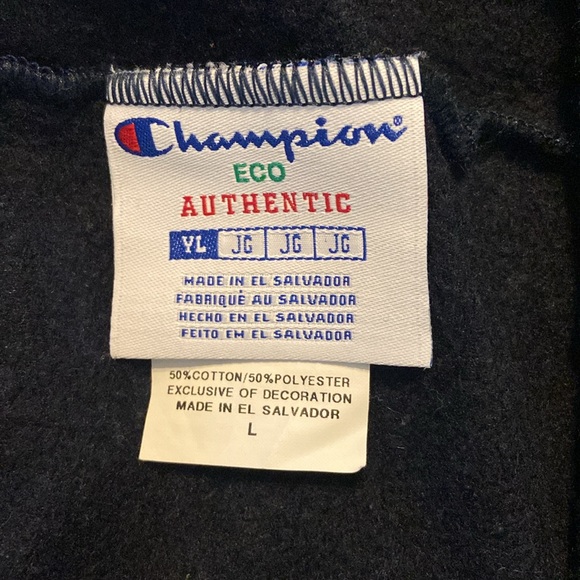 Champion®
ECO
AUTHENTIC
YL JG JG JG
MADE IN EL SALVADOR
FABRIQUÉ AU SALVADOR
HECHO EN EL SALVADOR
FEITO EM EL SALVADOR
50%COTTON/50%POLYESTER
EXCLUSIVE OF DECORATION
MADE IN EL SALVADOR
L